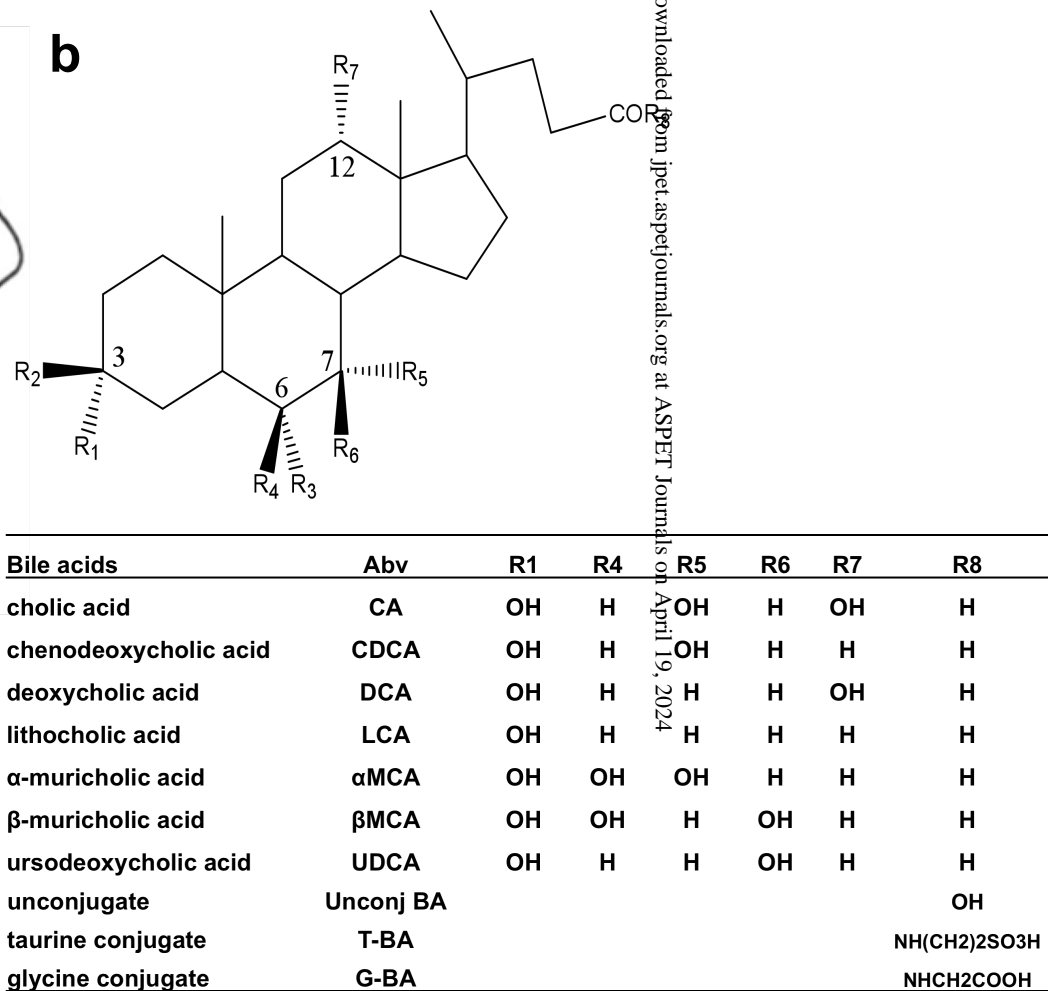 b
R7
COR8
12
3
7
R2
R5
6
R1
R6
R4 R3
Bile acids Abv R1 R4 R5 R6 R7 R8
cholic acid CA OH H OH H OH H
chenodeoxycholic acid CDCA OH H OH H H H
deoxycholic acid DCA OH H H H OH H
lithocholic acid LCA OH H H H H H
α-muricholic acid αMCA OH OH OH H H H
β-muricholic acid βMCA OH OH H OH H H
ursodeoxycholic acid UDCA OH H H OH H H
unconjugate Unconj BA OH
taurine conjugate T-BA NH(CH2)2SO3H
glycine conjugate G-BA NHCH2COOH
ownloaded from jpet.aspetjournals.org at ASPET Journals on April 19, 2024